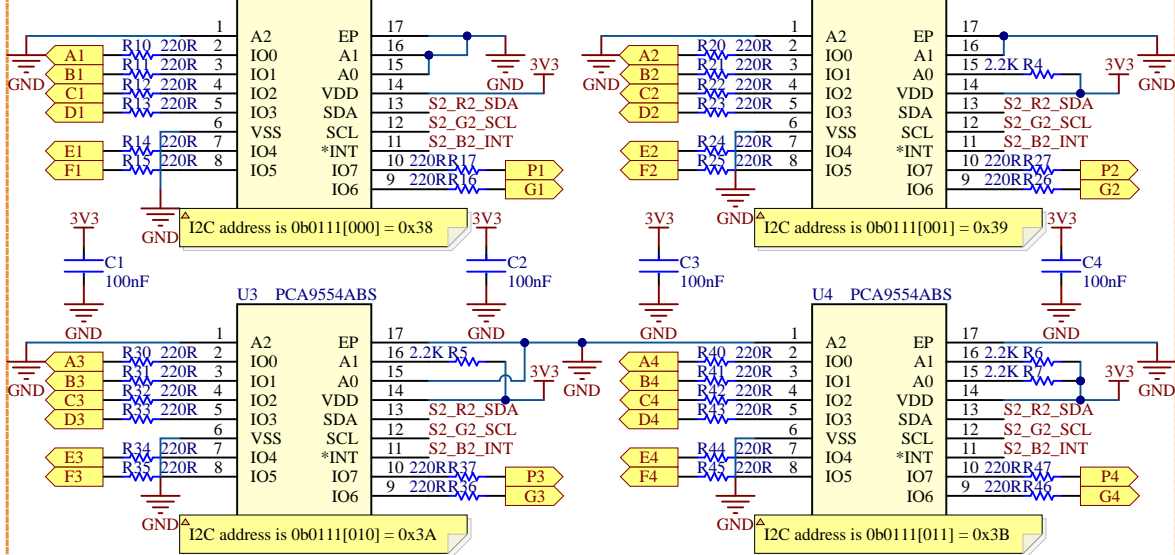 1 A2 EP 17
A1 R10 220R 2 IO0 A1 16
B1 R11 220R 3 IO1 A0 15 3V3
C1 R12 220R 4 IO2 VDD 14
D1 R13 220R 5 IO3 SDA 13 S2_R2_SDA
6 VSS SCL 12 S2_G2_SCL
E1 R14 220R 7 IO4 *INT 11 S2_B2_INT
F1 R15 220R 8 IO5 IO7 10 220R R17 P1
IO6 9 220R R16 G1
GND GND GND
I2C address is 0b0111[000] = 0x38
1 A2 EP 17
A2 R20 220R 2 IO0 A1 16
B2 R21 220R 3 IO1 A0 15 2.2K R4 3V3
C2 R22 220R 4 IO2 VDD 14
D2 R23 220R 5 IO3 SDA 13 S2_R2_SDA
6 VSS SCL 12 S2_G2_SCL
E2 R24 220R 7 IO4 *INT 11 S2_B2_INT
F2 R25 220R 8 IO5 IO7 10 220R R27 P2
IO6 9 220R R26 G2
GND GND GND
I2C address is 0b0111[001] = 0x39
3V3 3V3 3V3 3V3
C1 C2 C3 C4
100nF 100nF 100nF 100nF
GND GND GND GND
U3 PCA9554ABS
1 A2 EP 17
A3 R30 220R 2 IO0 A1 16 2.2K R5
B3 R31 220R 3 IO1 A0 15 3V3
C3 R32 220R 4 IO2 VDD 14
D3 R33 220R 5 IO3 SDA 13 S2_R2_SDA
6 VSS SCL 12 S2_G2_SCL
E3 R34 220R 7 IO4 *INT 11 S2_B2_INT
F3 R35 220R 8 IO5 IO7 10 220R R37 P3
IO6 9 220R R36 G3
GND GND GND
I2C address is 0b0111[010] = 0x3A
U4 PCA9554ABS
1 A2 EP 17
A4 R40 220R 2 IO0 A1 16 2.2K R6
B4 R41 220R 3 IO1 A0 15 2.2K R7 3V3
C4 R42 220R 4 IO2 VDD 14
D4 R43 220R 5 IO3 SDA 13 S2_R2_SDA
6 VSS SCL 12 S2_G2_SCL
E4 R44 220R 7 IO4 *INT 11 S2_B2_INT
F4 R45 220R 8 IO5 IO7 10 220R R47 P4
IO6 9 220R R46 G4
GND GND
I2C address is 0b0111[011] = 0x3B